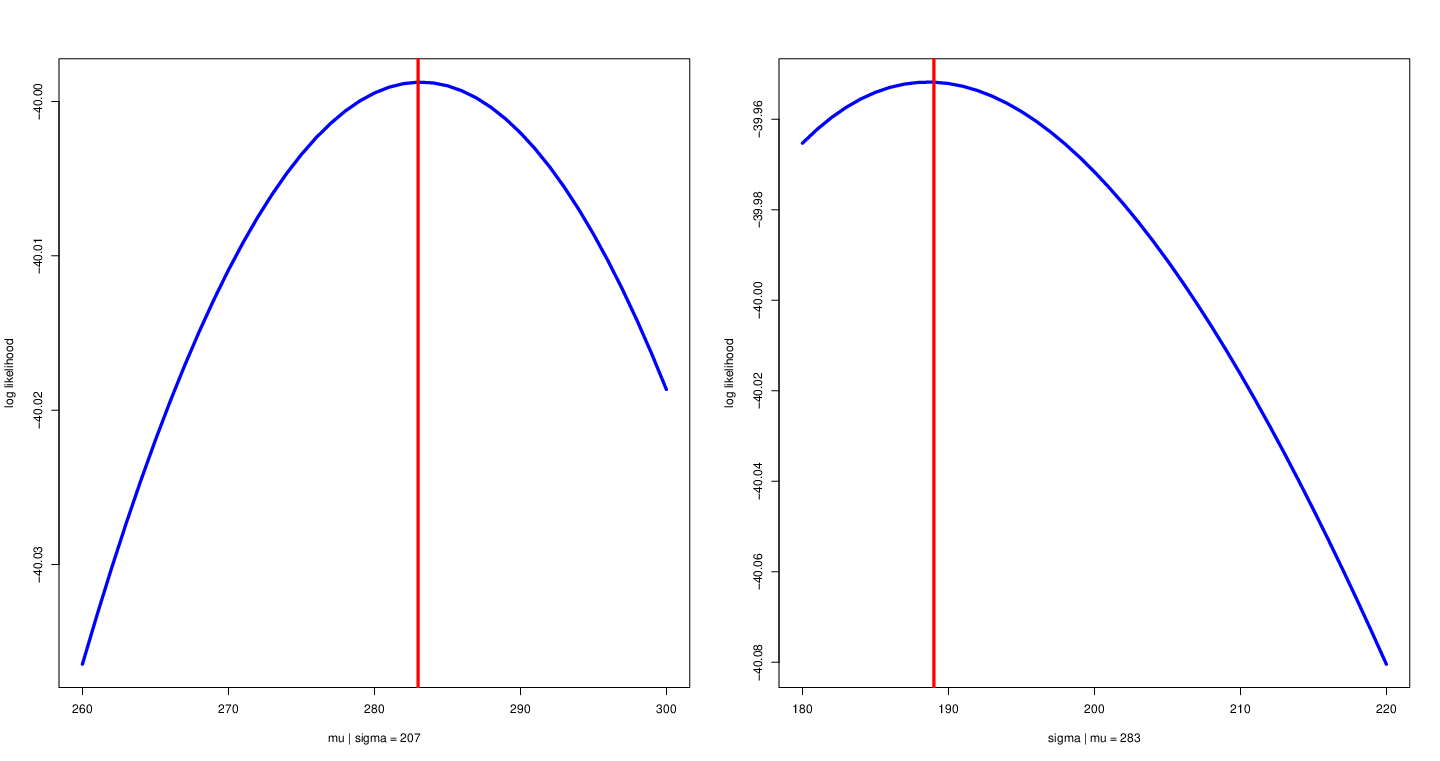 log likelihood
−40.00
−40.01
−40.02
−40.03
260 270 280 290 300
mu | sigma = 207
log likelihood
−39.96
−39.98
−40.00
−40.02
−40.04
−40.06
−40.08
180 190 200 210 220
sigma | mu = 283